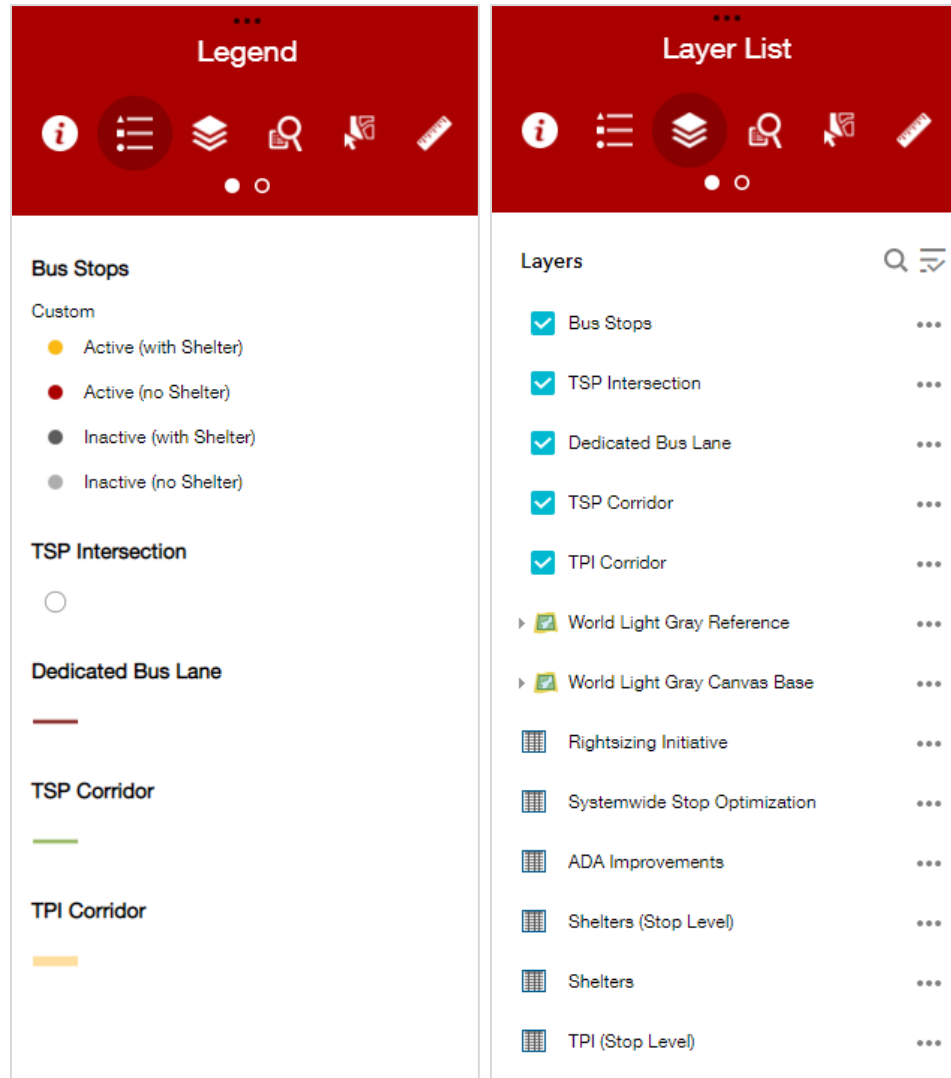 Legend
Bus Stops
Custom
Active (with Shelter)
Active (no Shelter)
Inactive (with Shelter)
Inactive (no Shelter)
TSP Intersection
Dedicated Bus Lane
TSP Corridor
TPI Corridor
Layer List
Layers
Bus Stops
TSP Intersection
Dedicated Bus Lane
TSP Corridor
TPI Corridor
World Light Gray Reference
World Light Gray Canvas Base
Rightsizing Initiative
Systemwide Stop Optimization
ADA Improvements
Shelters (Stop Level)
Shelters
TPI (Stop Level)